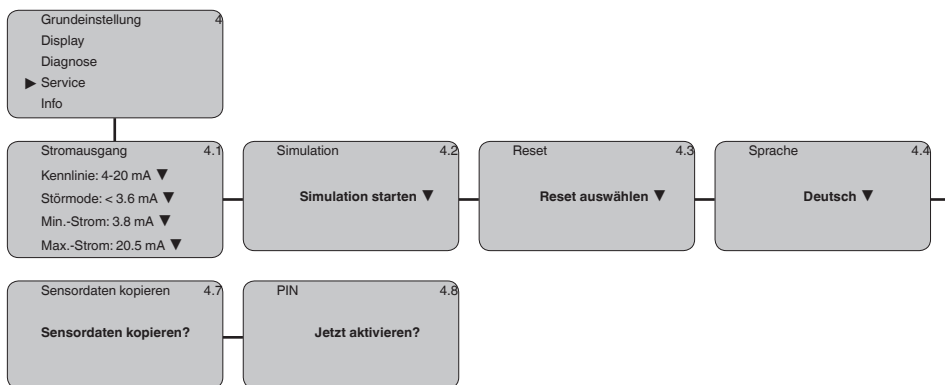 Grundeinstellung 4
Display
Diagnose
▶ Service
Info
Stromausgang 4.1
Kennlinie: 4-20 mA ▼
Störmode: < 3.6 mA ▼
Min.-Strom: 3.8 mA ▼
Max.-Strom: 20.5 mA ▼
Simulation 4.2
Simulation starten ▼
Reset 4.3
Reset auswählen ▼
Sprache 4.4
Deutsch ▼
Sensordaten kopieren 4.7
Sensordaten kopieren?
PIN 4.8
Jetzt aktivieren?